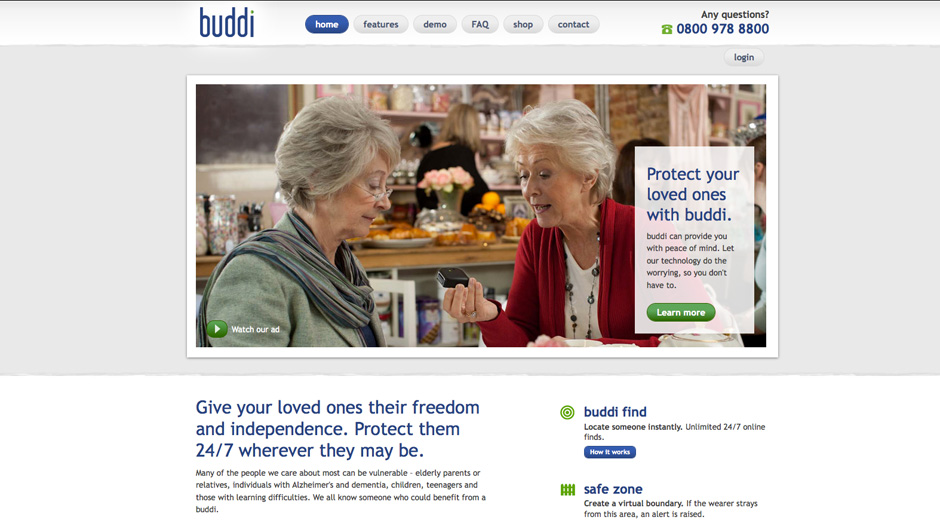 buddi
home
features
demo
FAQ
shop
contact
Any questions?
0800 978 8800
login
Protect your
loved ones
with buddi.
buddi can provide you
with peace of mind. Let
our technology do the
worrying, so you don't
have to.
Learn more
Watch our ad
Give your loved ones their freedom
and independence. Protect them
24/7 wherever they may be.
Many of the people we care about most can be vulnerable - elderly parents or
relatives, individuals with Alzheimer's and dementia, children, teenagers and
those with learning difficulties. We all know someone who could benefit from a
buddi.
buddi find
Locate someone instantly. Unlimited 24/7 online
finds.
How it works
safe zone
Create a virtual boundary. If the wearer strays
from this area, an alert is raised.